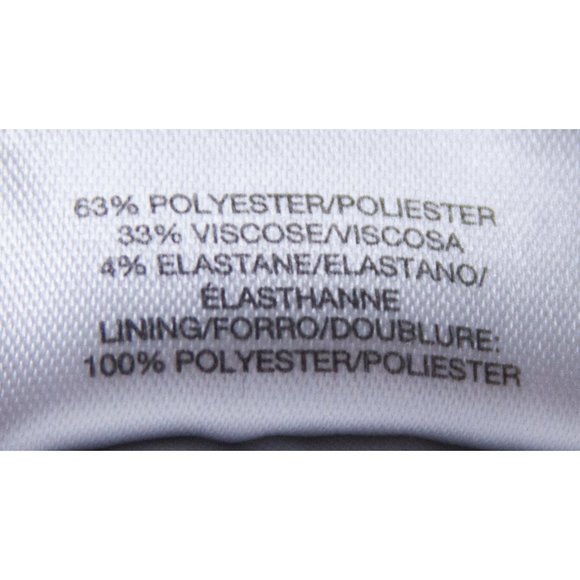 63% POLYESTER/POLIESTER
33% VISCOSE/VISCOSA
4% ELASTANE/ELASTANO/
ÉLASTHANNE
LINING/FORRO/DOUBLURE:
100% POLYESTER/POLIESTER